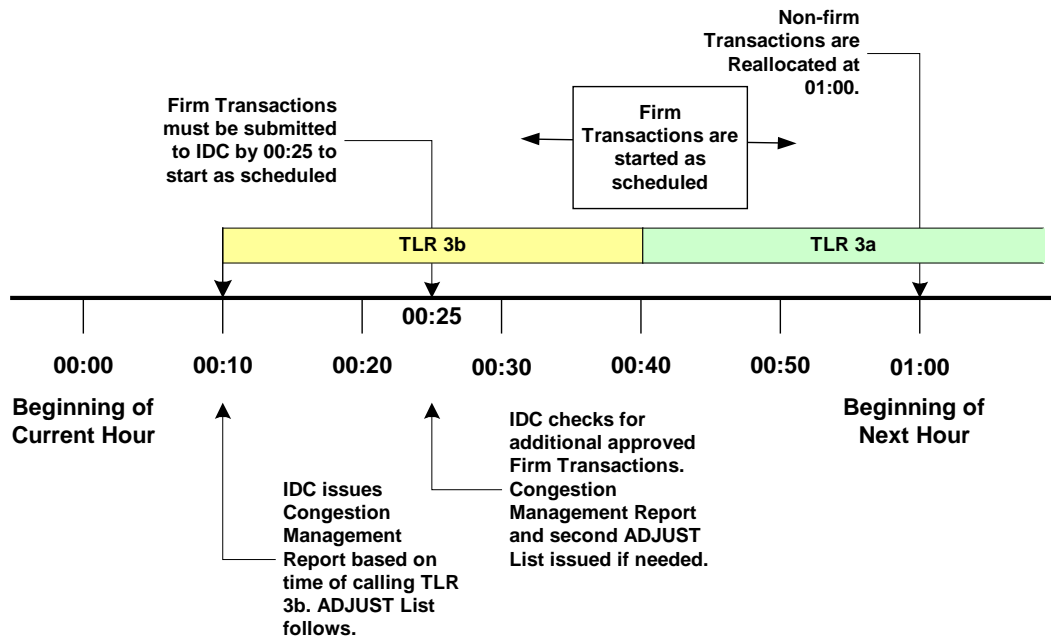 Non-firm
Transactions are
Reallocated at
01:00.
Firm Transactions
must be submitted
to IDC by 00:25 to
start as scheduled
Firm
Transactions are
started as
scheduled
TLR 3b
TLR 3a
00:25
00:00
00:10
00:20
00:30
00:40
00:50
01:00
Beginning of
Current Hour
Beginning of
Next Hour
IDC issues
Congestion
Management
Report based on
time of calling TLR
3b. ADJUST List
follows.
IDC checks for
additional approved
Firm Transactions.
Congestion
Management Report
and second ADJUST
List issued if needed.